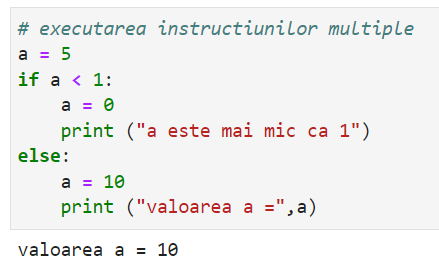 # executarea instructiunilor multiple
a = 5
if a < 1:
    a = 0
    print ("a este mai mic ca 1")
else:
    a = 10
    print ("valoarea a =",a)
valoarea a = 10